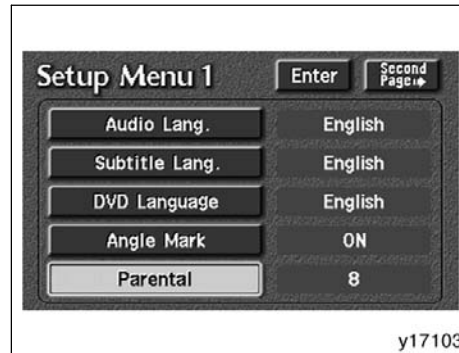 Setup Menu 1
Enter
Second
Page
Audio Lang. English
Subtitle Lang. English
DVD Language English
Angle Mark ON
Parental 8
y17103